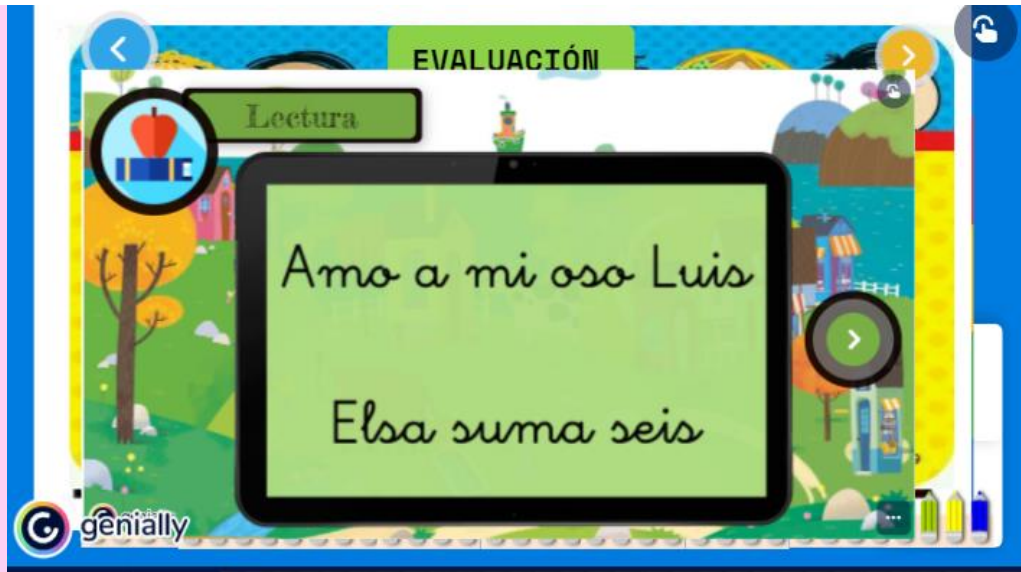 EVALUACIÓN
Lectura
Amo a mi oso Luis
Elsa suma seis
genially